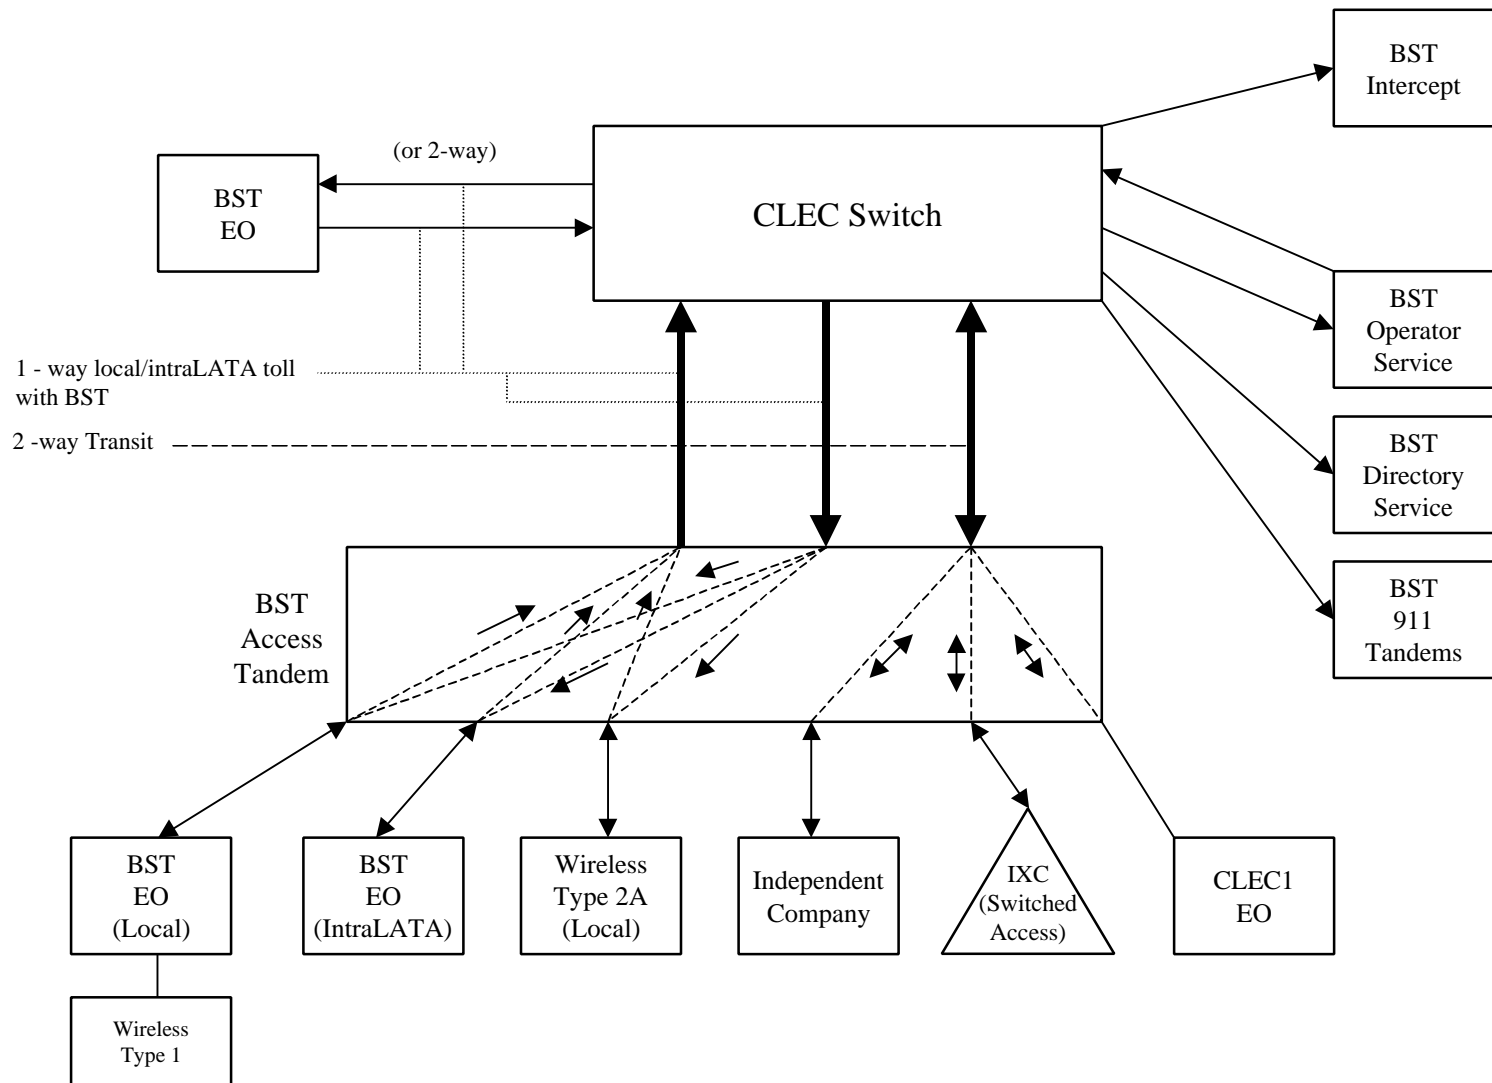 BST
Intercept
(or 2-way)
BST
EO
CLEC Switch
BST
Operator
Service
1 - way local/intraLATA toll
with BST
2 -way Transit
BST
Directory
Service
BST
Access
Tandem
BST
911
Tandems
BST
EO
(Local)
BST
EO
(IntraLATA)
Wireless
Type 2A
(Local)
Independent
Company
IXC
(Switched
Access)
CLEC1
EO
Wireless
Type 1